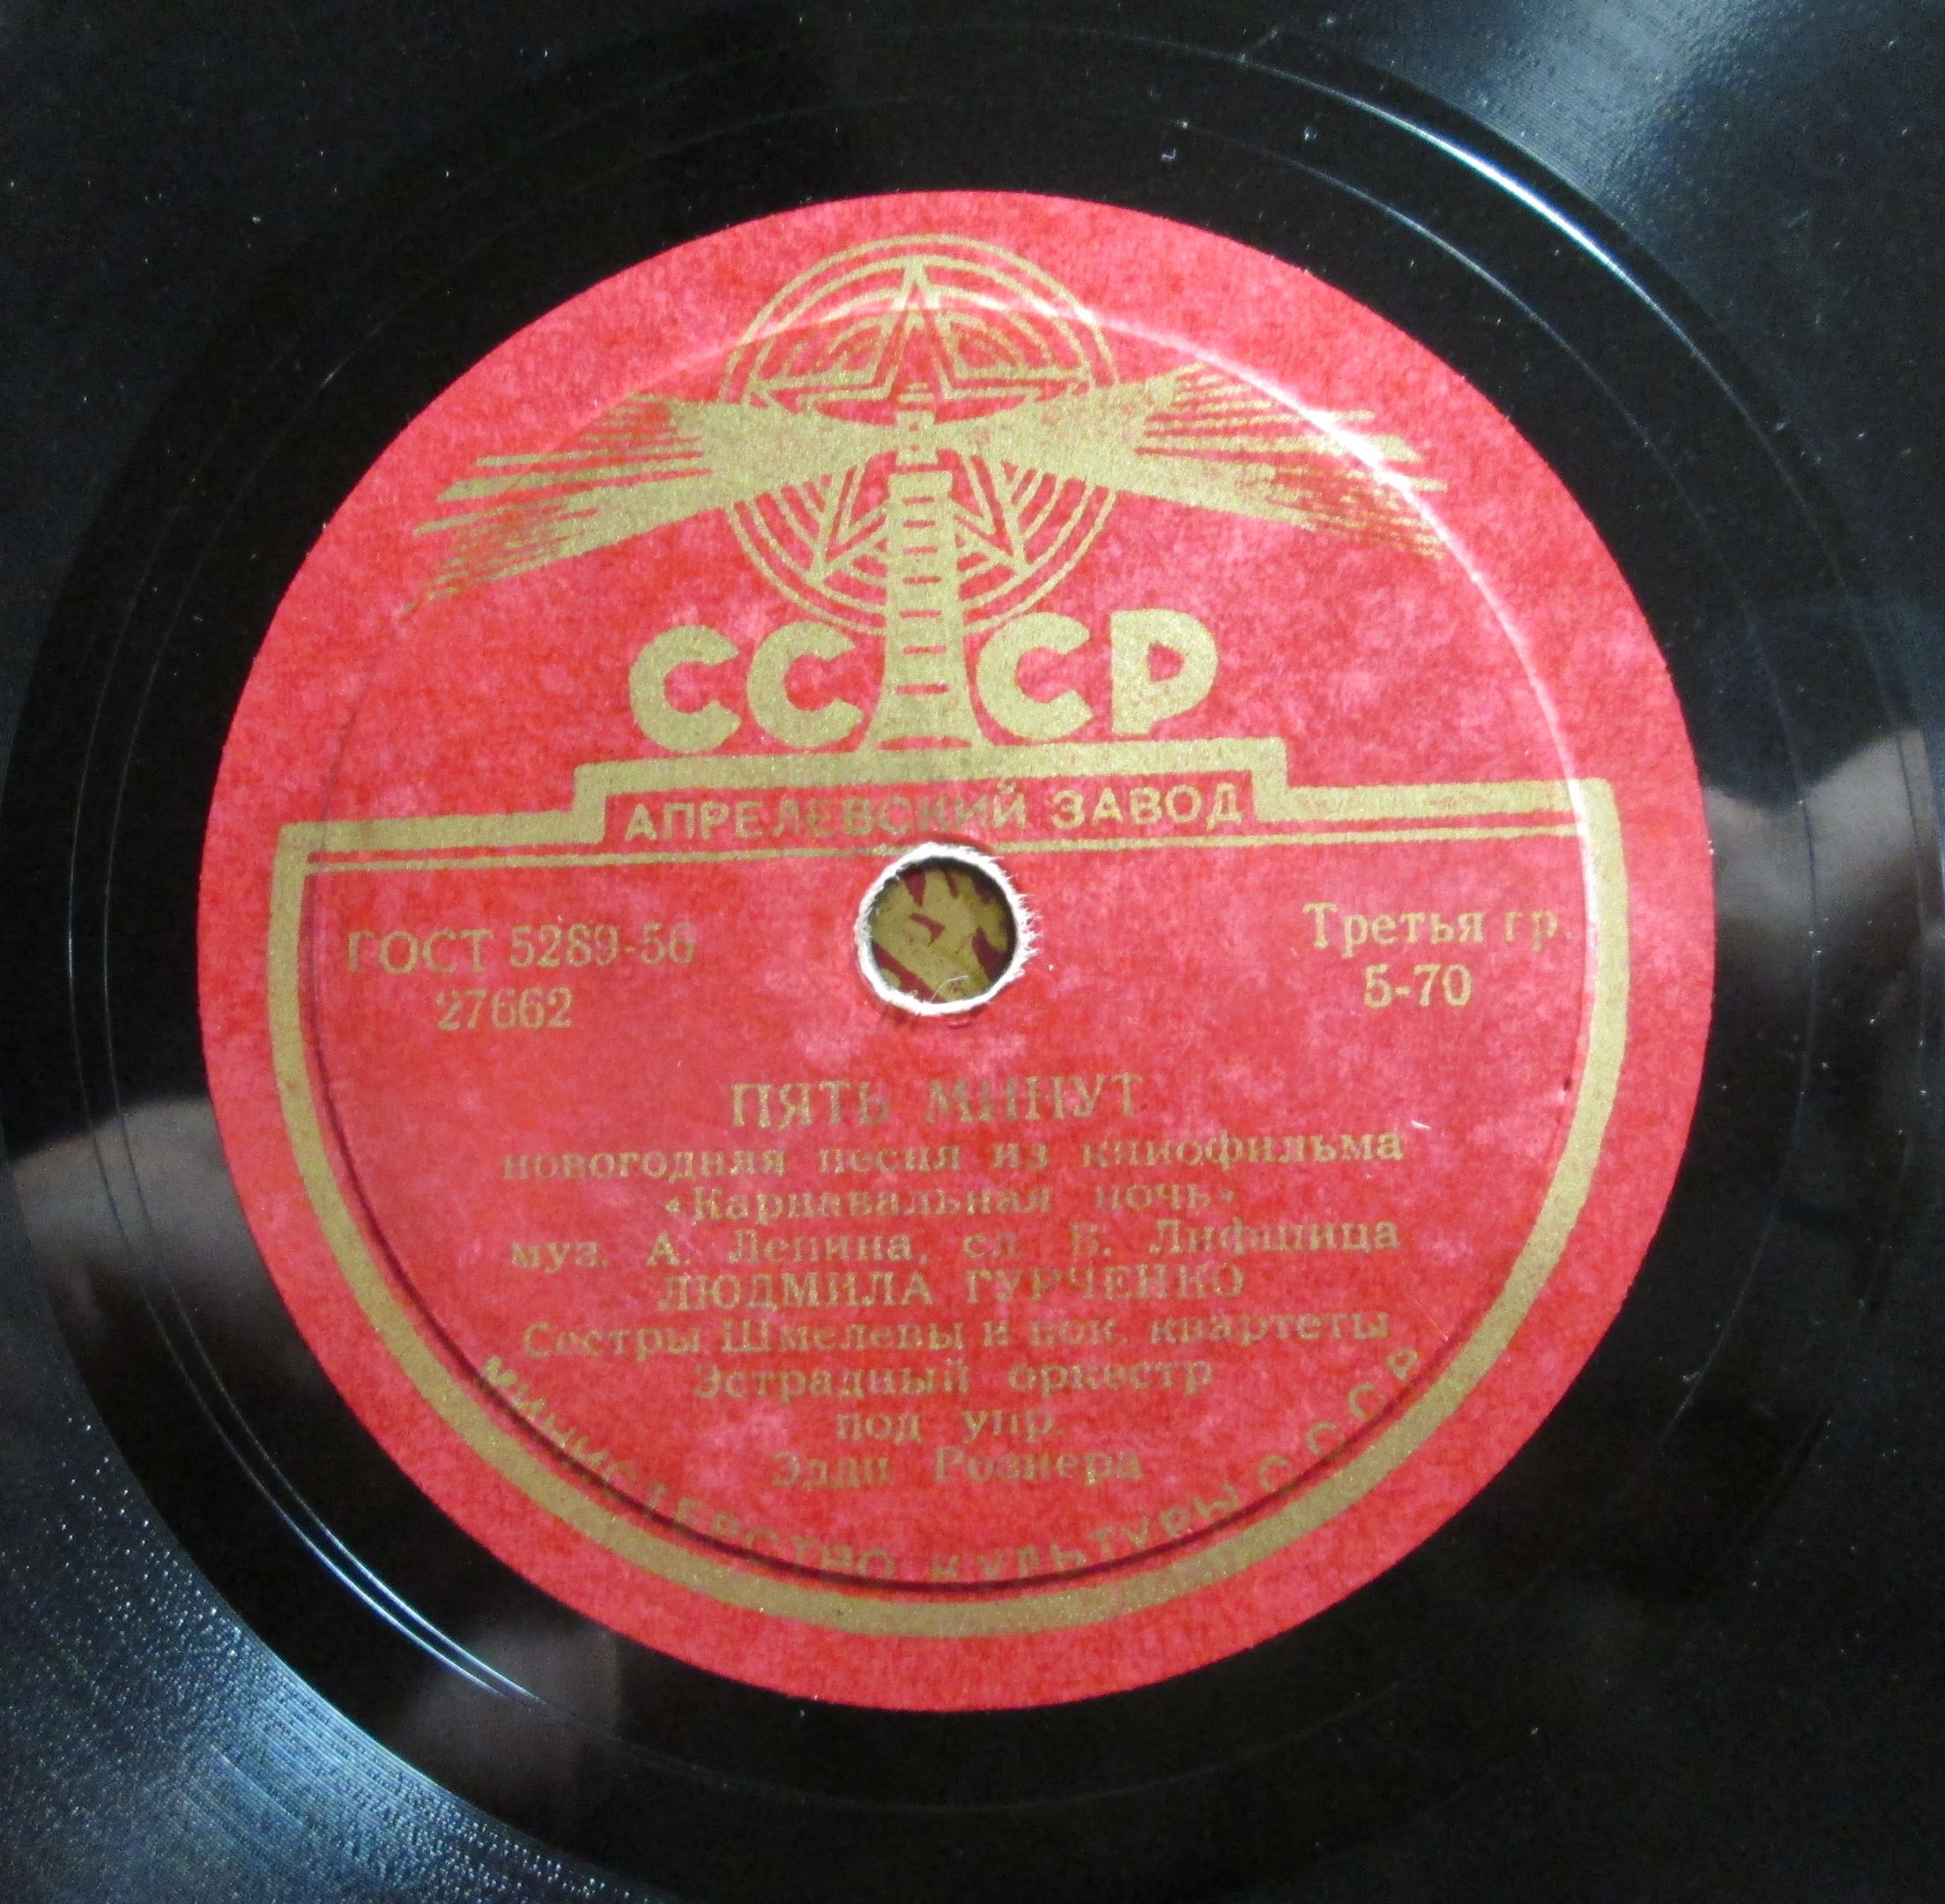 СССР
АПРЕЛЕВСКИЙ ЗАВОД
ГОСТ 5289-56
27662
Третья гр.
5-70
ПЯТЬ МИНУТ
новогодняя песня из кинофильма
«Карнавальная ночь»
муз. А. Лепина, сл. В. Лифшица
ЛЮДМИЛА ГУРЧЕНКО
Сестры Шмелевы и вок. квартеты
Эстрадный оркестр
под упр.
Эдди Рознера
МИНИСТЕРСТВО КУЛЬТУРЫ СССР